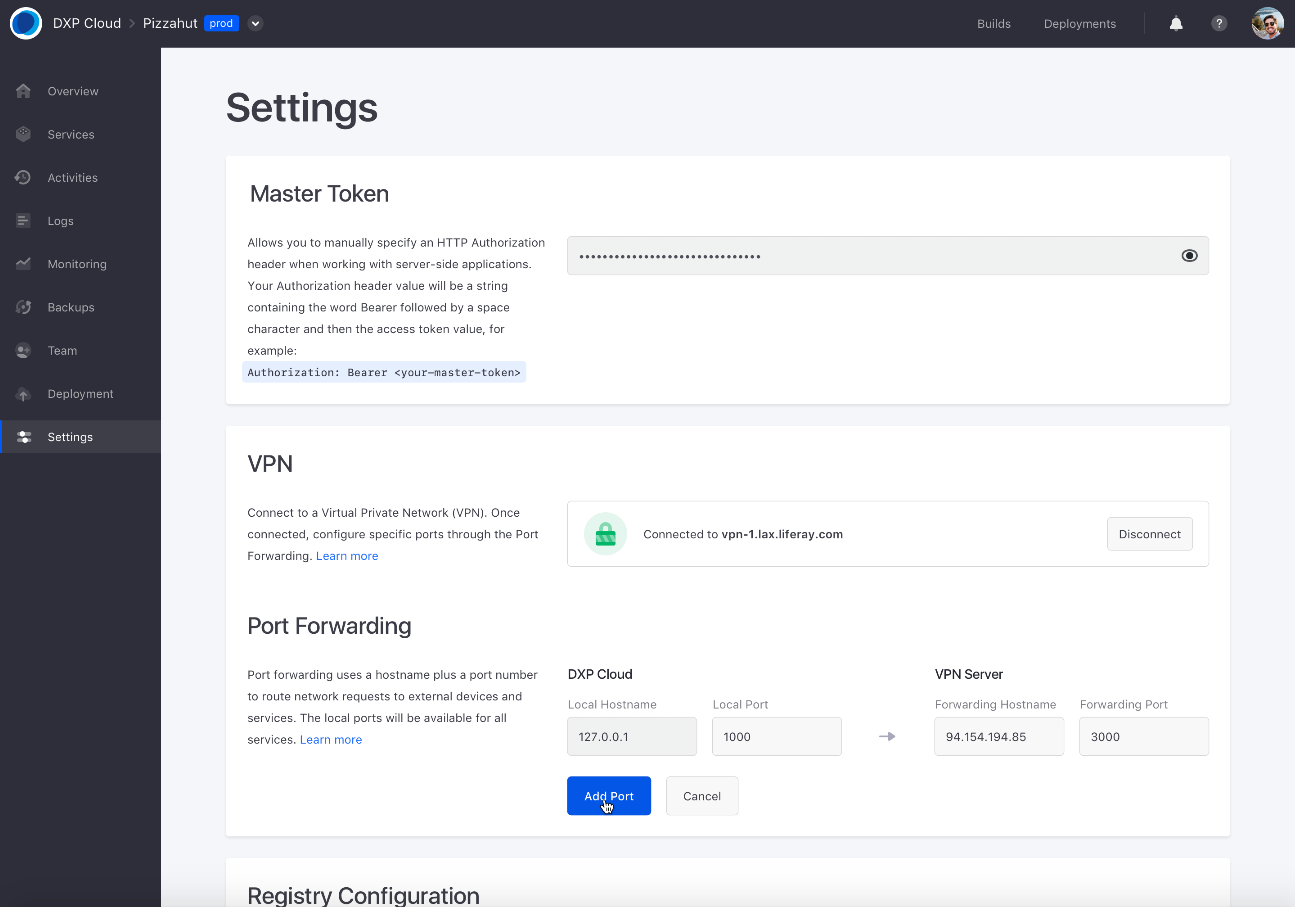 DXP Cloud > Pizzahut prod
Builds
Deployments
?
Overview
Services
Activities
Logs
Monitoring
Backups
Team
Deployment
Settings
Settings
Master Token
Allows you to manually specify an HTTP Authorization
header when working with server-side applications.
Your Authorization header value will be a string
containing the word Bearer followed by a space
character and then the access token value, for
example:
Authorization: Bearer <your-master-token>
•••••••••••••••••••••••••••••••
VPN
Connect to a Virtual Private Network (VPN). Once
connected, configure specific ports through the Port
Forwarding. Learn more
Connected to vpn-1.lax.liferay.com
Disconnect
Port Forwarding
Port forwarding uses a hostname plus a port number
to route network requests to external devices and
services. The local ports will be available for all
services. Learn more
DXP Cloud
VPN Server
Local Hostname
Local Port
Forwarding Hostname
Forwarding Port
127.0.0.1
1000
94.154.194.85
3000
Add Port
Cancel
Registry Configuration